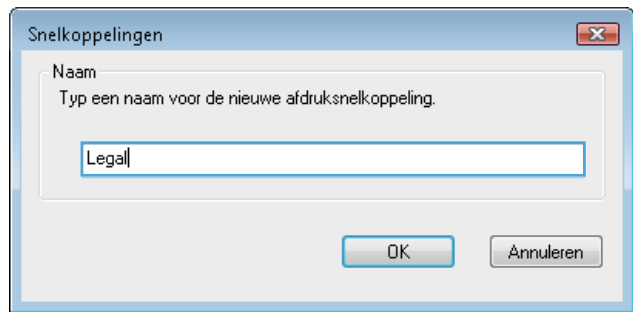 Snelkoppelingen
Naam
Typ een naam voor de nieuwe afdruksnelkoppeling.
Legal
OK
Annuleren